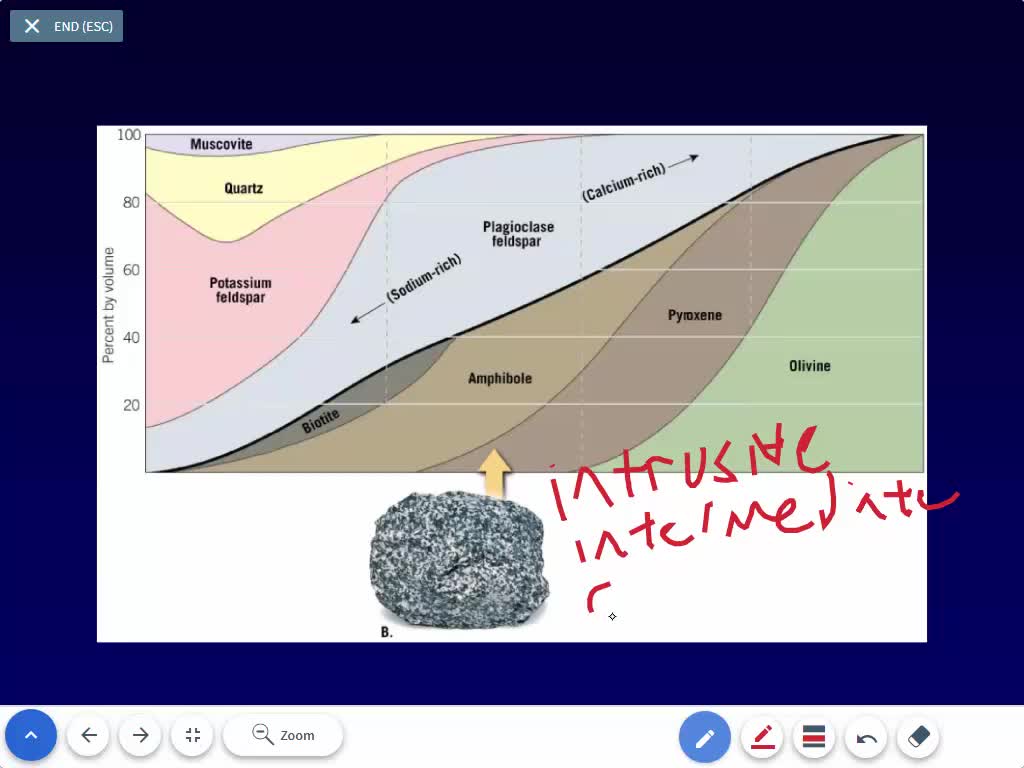 END (ESC)
100
80
60
40
20
Percent by volume
Muscovite
Quartz
Potassium
feldspar
(Sodium-rich)
Plagioclase
feldspar
(Calcium-rich)
Biotite
Amphibole
Pyroxene
Olivine
B.
intrusive
intermediate
r
Zoom